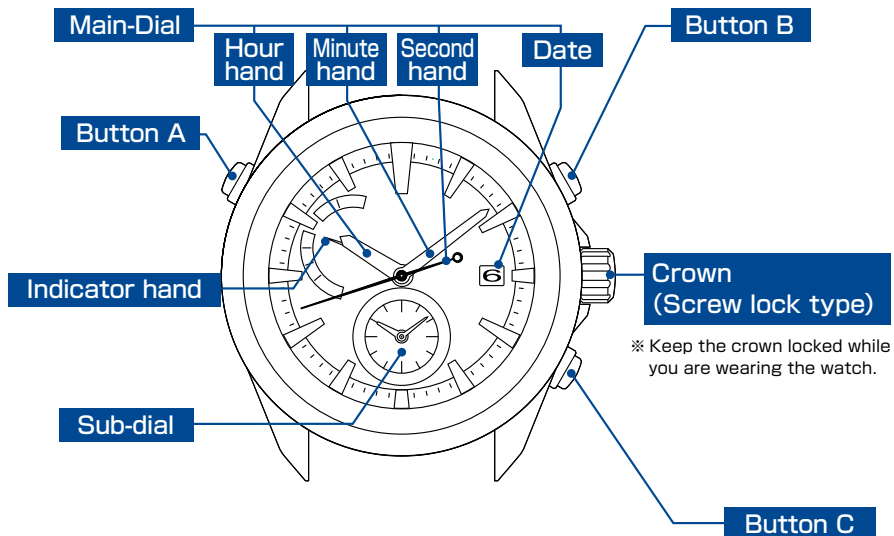 Main-Dial
Button B
Hour
hand
Minute
hand
Second
hand
Date
Button A
Crown
(Screw lock type)
Indicator hand
6
※ Keep the crown locked while
you are wearing the watch.
Sub-dial
Button C